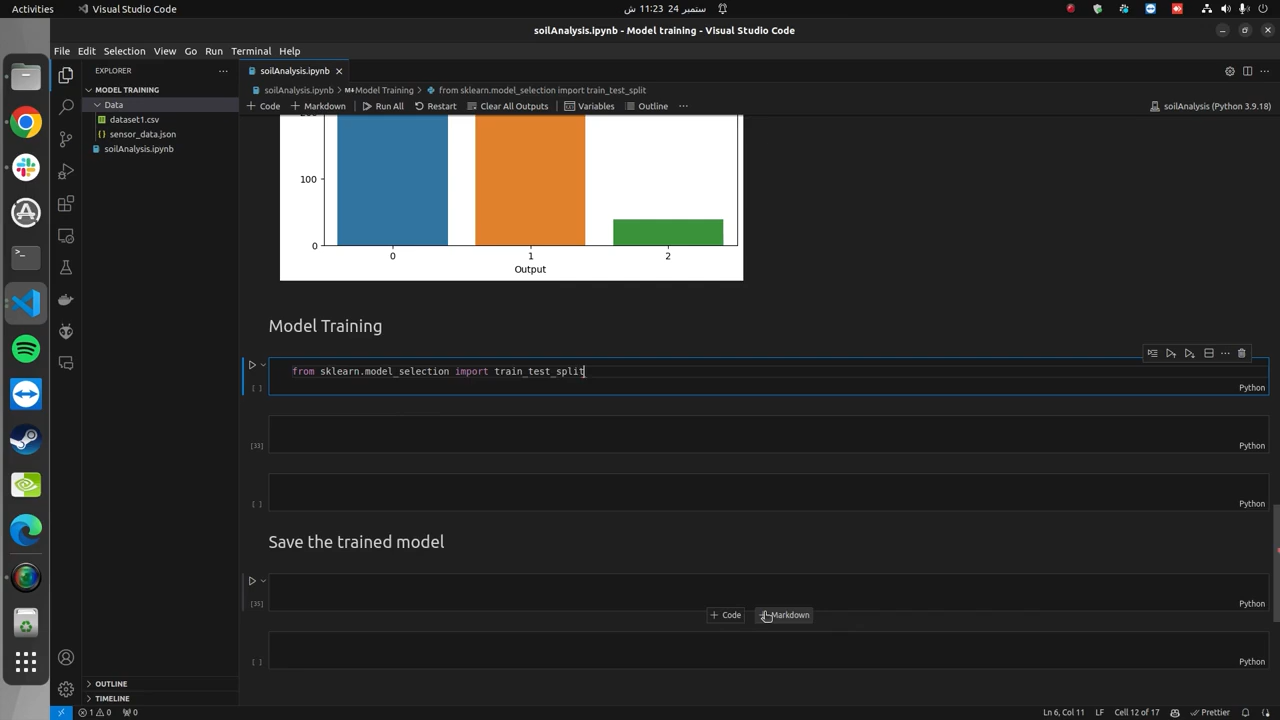 Activities
Visual Studio Code
ستمبر 24 11:23 ش
soilAnalysis.ipynb - Model training - Visual Studio Code
File Edit Selection View Go Run Terminal Help
EXPLORER
soilAnalysis.ipynb
MODEL TRAINING
soilAnalysis.ipynb > Model Training > from sklearn.model_selection import train_test_split
Data
Code Markdown Run All Restart Clear All Outputs Variables Outline
soilAnalysis (Python 3.9.18)
dataset1.csv
sensor_data.json
soilAnalysis.ipynb
100
0
0 1 2
Output
Model Training
from sklearn.model_selection import train_test_split
[ ]
Python
[33]
Python
[ ]
Python
Save the trained model
[35]
Python
Code
Markdown
[ ]
Python
OUTLINE
TIMELINE
1 0 0
Ln 6, Col 11 LF Cell 12 of 17 Prettier